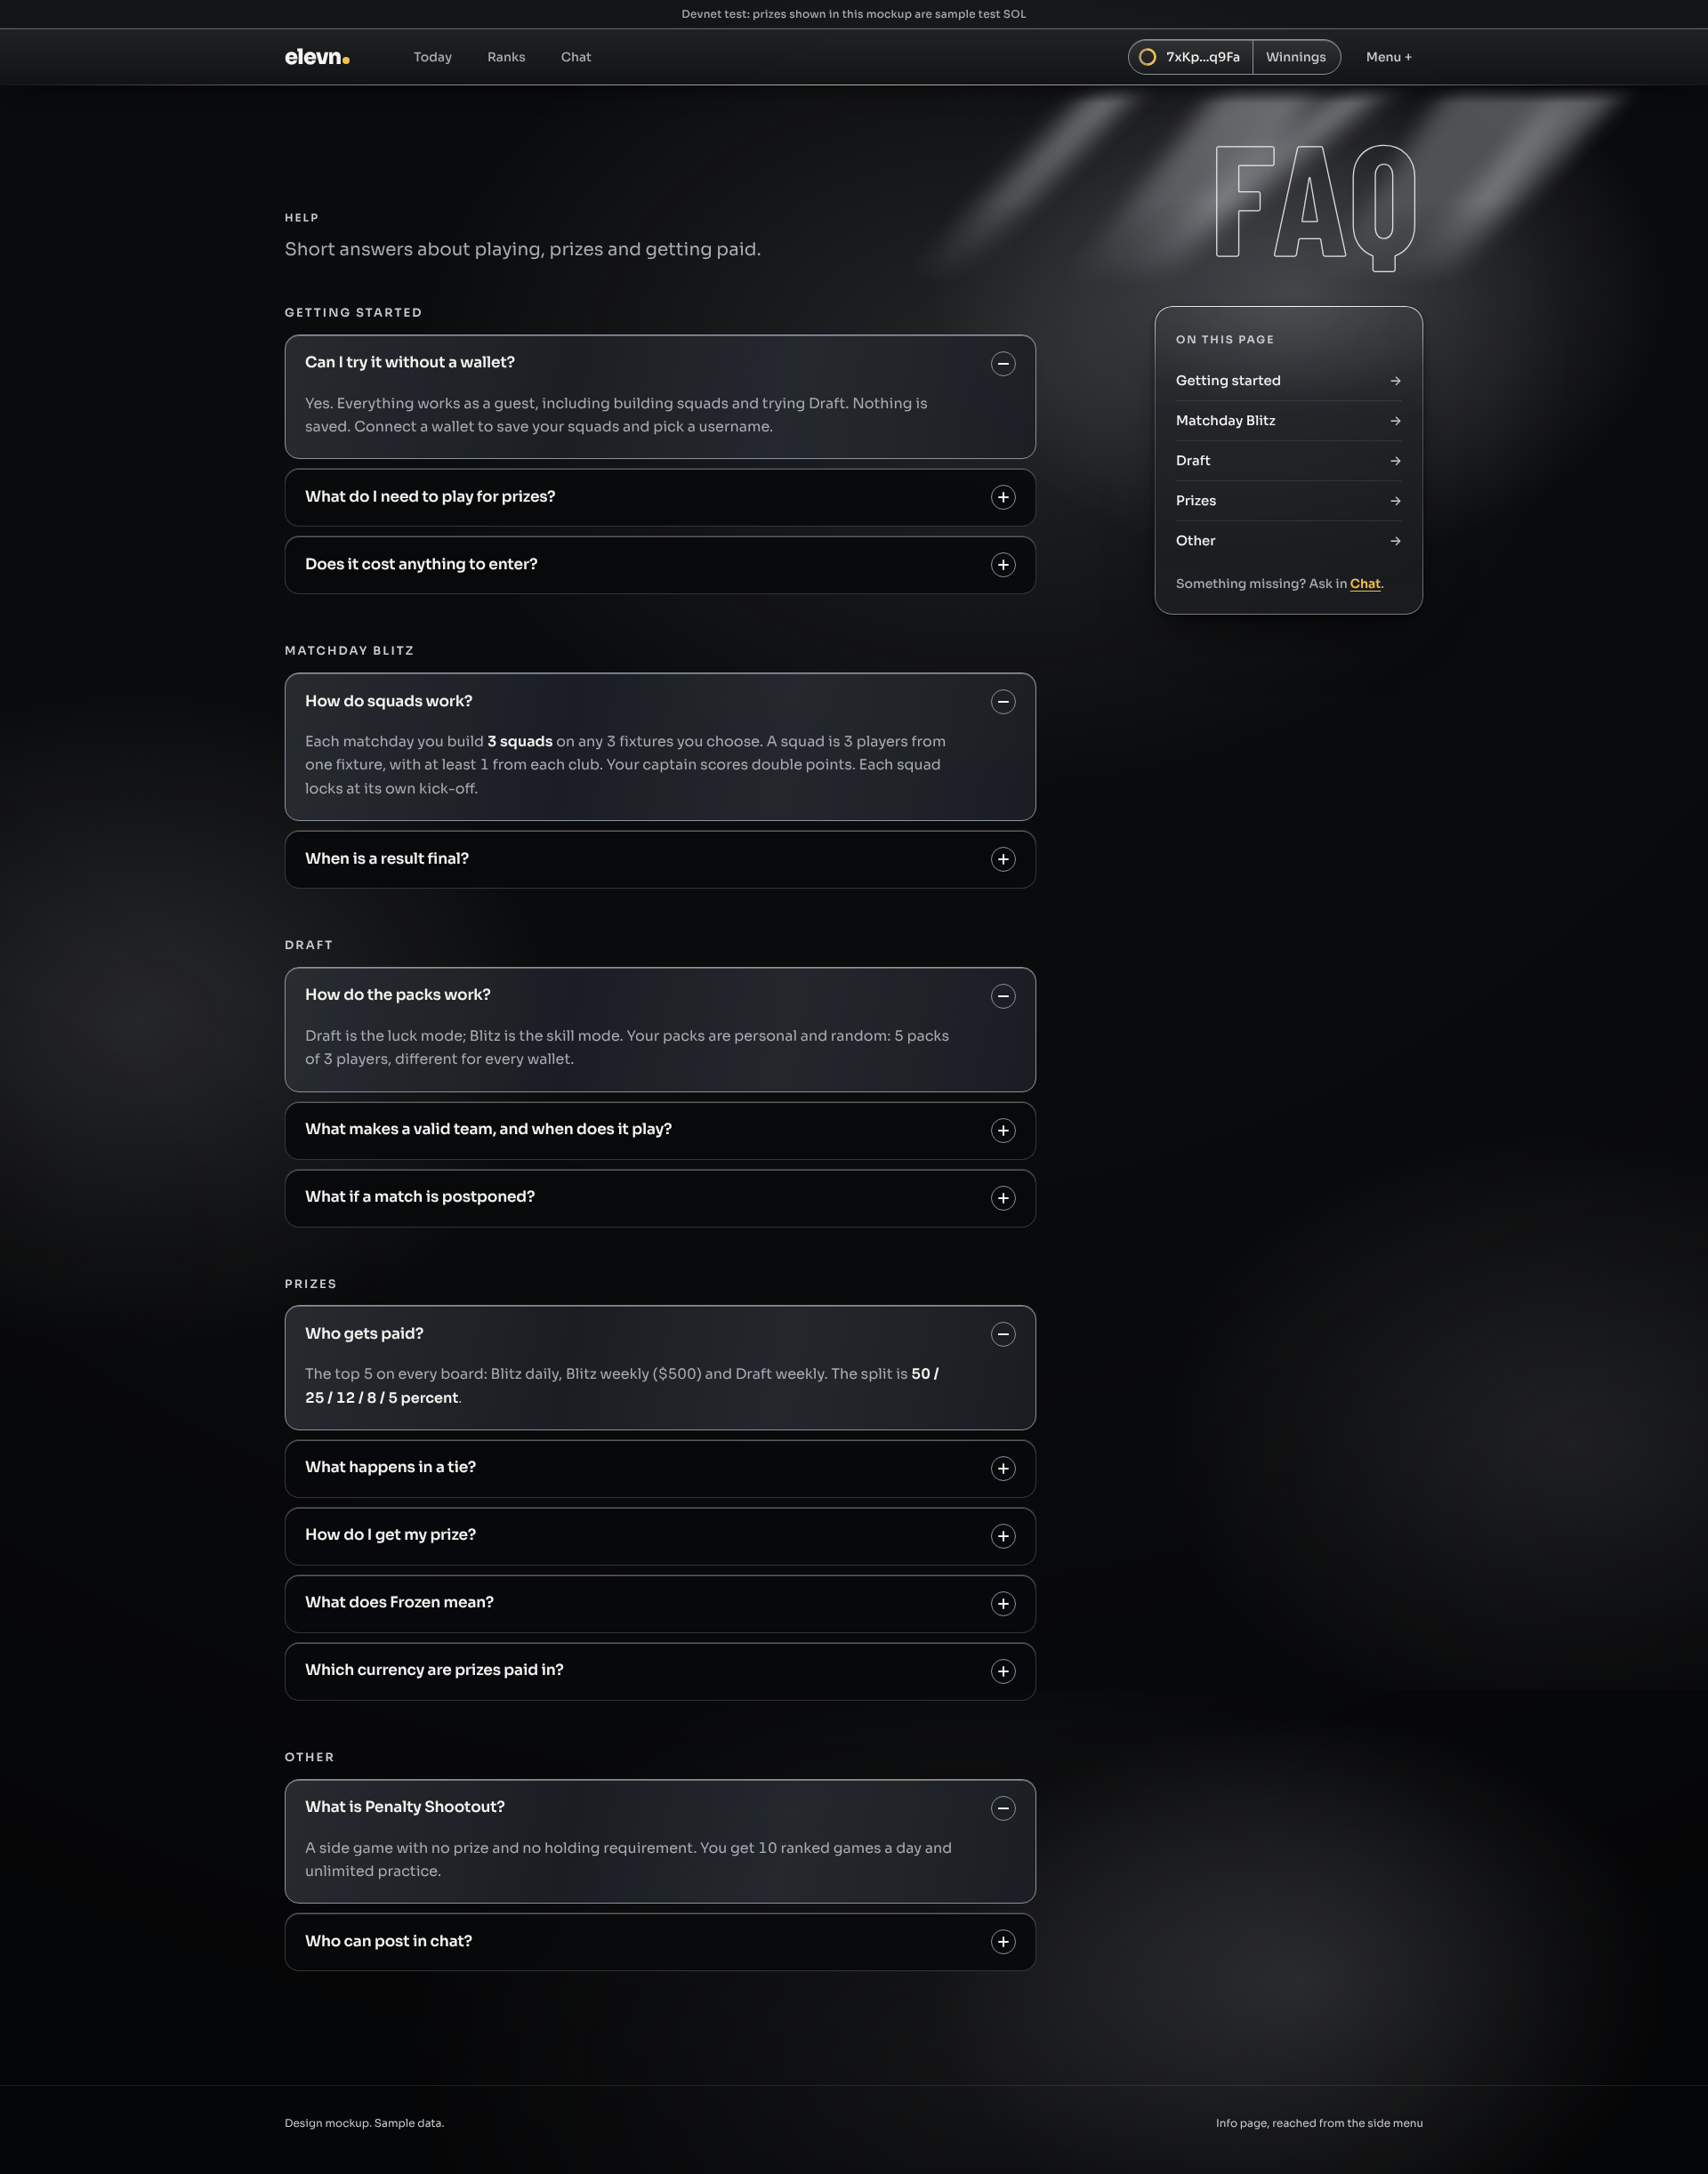 Devnet test: prizes shown in this mockup are sample test SOL
elevn.
Today
Ranks
Chat
7xKp...q9Fa
Winnings
Menu +
FAQ
HELP
Short answers about playing, prizes and getting paid.
GETTING STARTED
Can I try it without a wallet?
Yes. Everything works as a guest, including building squads and trying Draft. Nothing is
saved. Connect a wallet to save your squads and pick a username.
What do I need to play for prizes?
Does it cost anything to enter?
ON THIS PAGE
Getting started →
Matchday Blitz →
Draft →
Prizes →
Other →
Something missing? Ask in Chat.
MATCHDAY BLITZ
How do squads work?
Each matchday you build 3 squads on any 3 fixtures you choose. A squad is 3 players from
one fixture, with at least 1 from each club. Your captain scores double points. Each squad
locks at its own kick-off.
When is a result final?
DRAFT
How do the packs work?
Draft is the luck mode; Blitz is the skill mode. Your packs are personal and random: 5 packs
of 3 players, different for every wallet.
What makes a valid team, and when does it play?
What if a match is postponed?
PRIZES
Who gets paid?
The top 5 on every board: Blitz daily, Blitz weekly ($500) and Draft weekly. The split is 50 /
25 / 12 / 8 / 5 percent.
What happens in a tie?
How do I get my prize?
What does Frozen mean?
Which currency are prizes paid in?
OTHER
What is Penalty Shootout?
A side game with no prize and no holding requirement. You get 10 ranked games a day and
unlimited practice.
Who can post in chat?
Design mockup. Sample data.
Info page, reached from the side menu